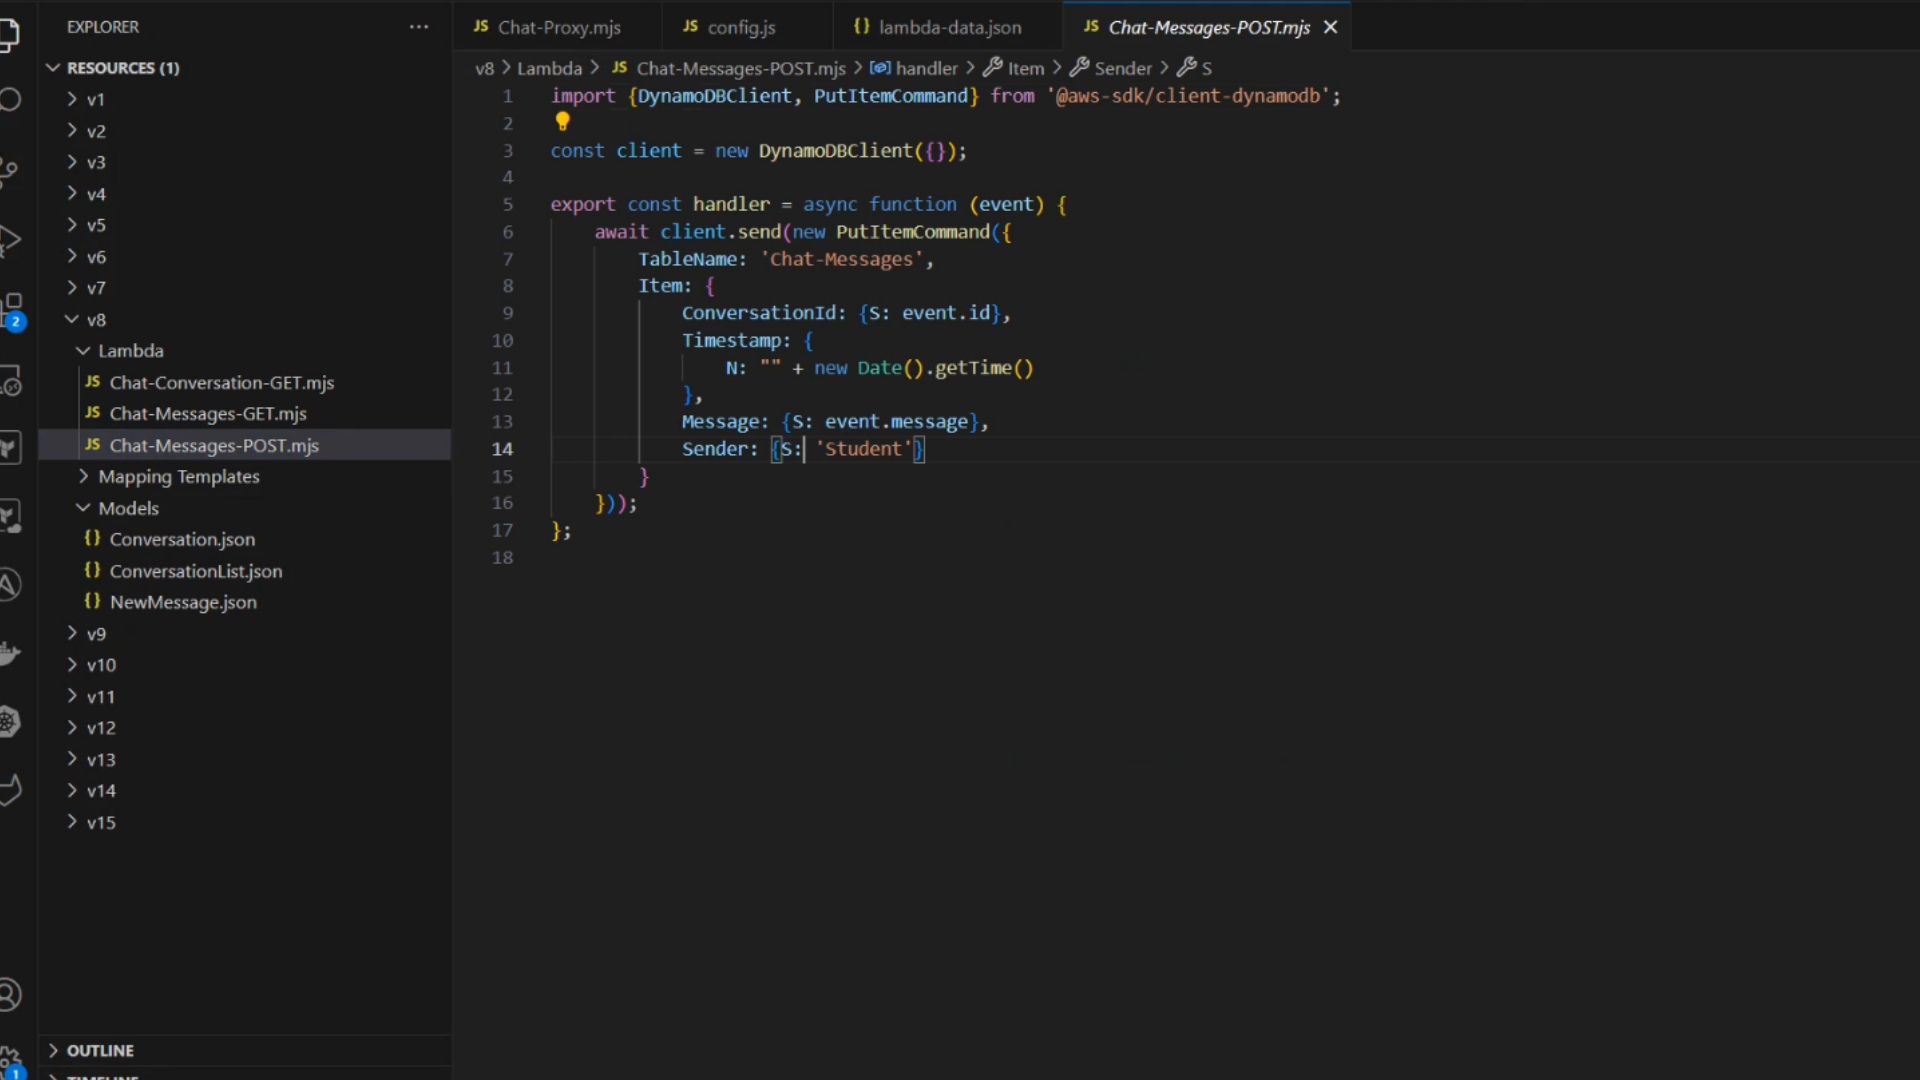 EXPLORER
RESOURCES (1)
v1
v2
v3
v4
v5
v6
v7
v8
Lambda
JS Chat-Conversation-GET.mjs
JS Chat-Messages-GET.mjs
JS Chat-Messages-POST.mjs
Mapping Templates
Models
{} Conversation.json
{} ConversationList.json
{} NewMessage.json
v9
v10
v11
v12
v13
v14
v15
OUTLINE
TIMELINE
2
1
JS Chat-Proxy.mjs
JS config.js
{} lambda-data.json
JS Chat-Messages-POST.mjs
v8 > Lambda > JS Chat-Messages-POST.mjs > handler > Item > Sender > S
1 import {DynamoDBClient, PutItemCommand} from '@aws-sdk/client-dynamodb';
2
3 const client = new DynamoDBClient({});
4
5 export const handler = async function (event) {
6     await client.send(new PutItemCommand({
7         TableName: 'Chat-Messages',
8         Item: {
9             ConversationId: {S: event.id},
10             Timestamp: {
11                 N: "" + new Date().getTime()
12             },
13             Message: {S: event.message},
14             Sender: {S: 'Student'}
15         }
16     }));
17 };
18